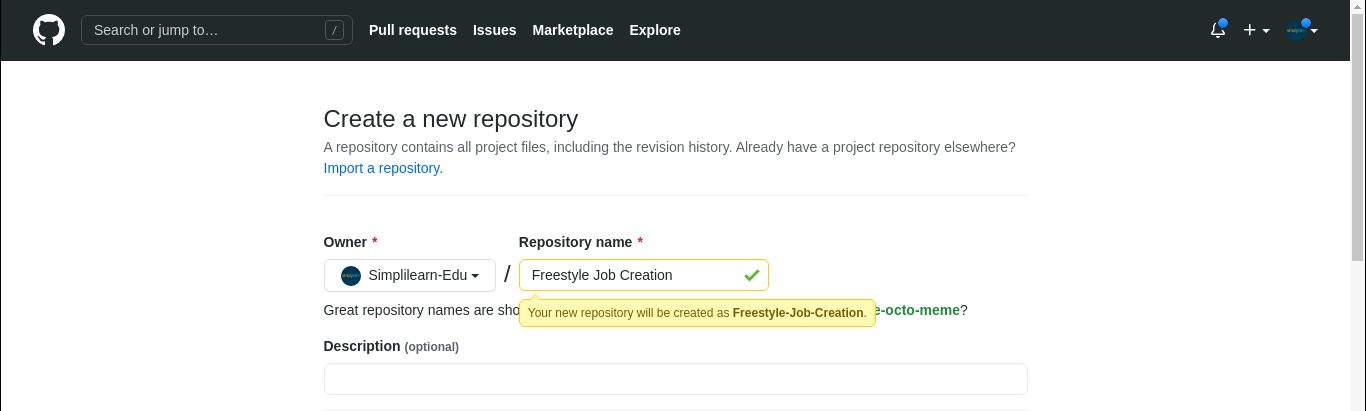 Search or jump to…
/
Pull requests
Issues
Marketplace
Explore
Create a new repository
A repository contains all project files, including the revision history. Already have a project repository elsewhere?
Import a repository.
Owner *
Repository name *
Simplilearn-Edu
/
Freestyle Job Creation
Great repository names are sho
e-octo-meme?
Your new repository will be created as Freestyle-Job-Creation.
Description (optional)